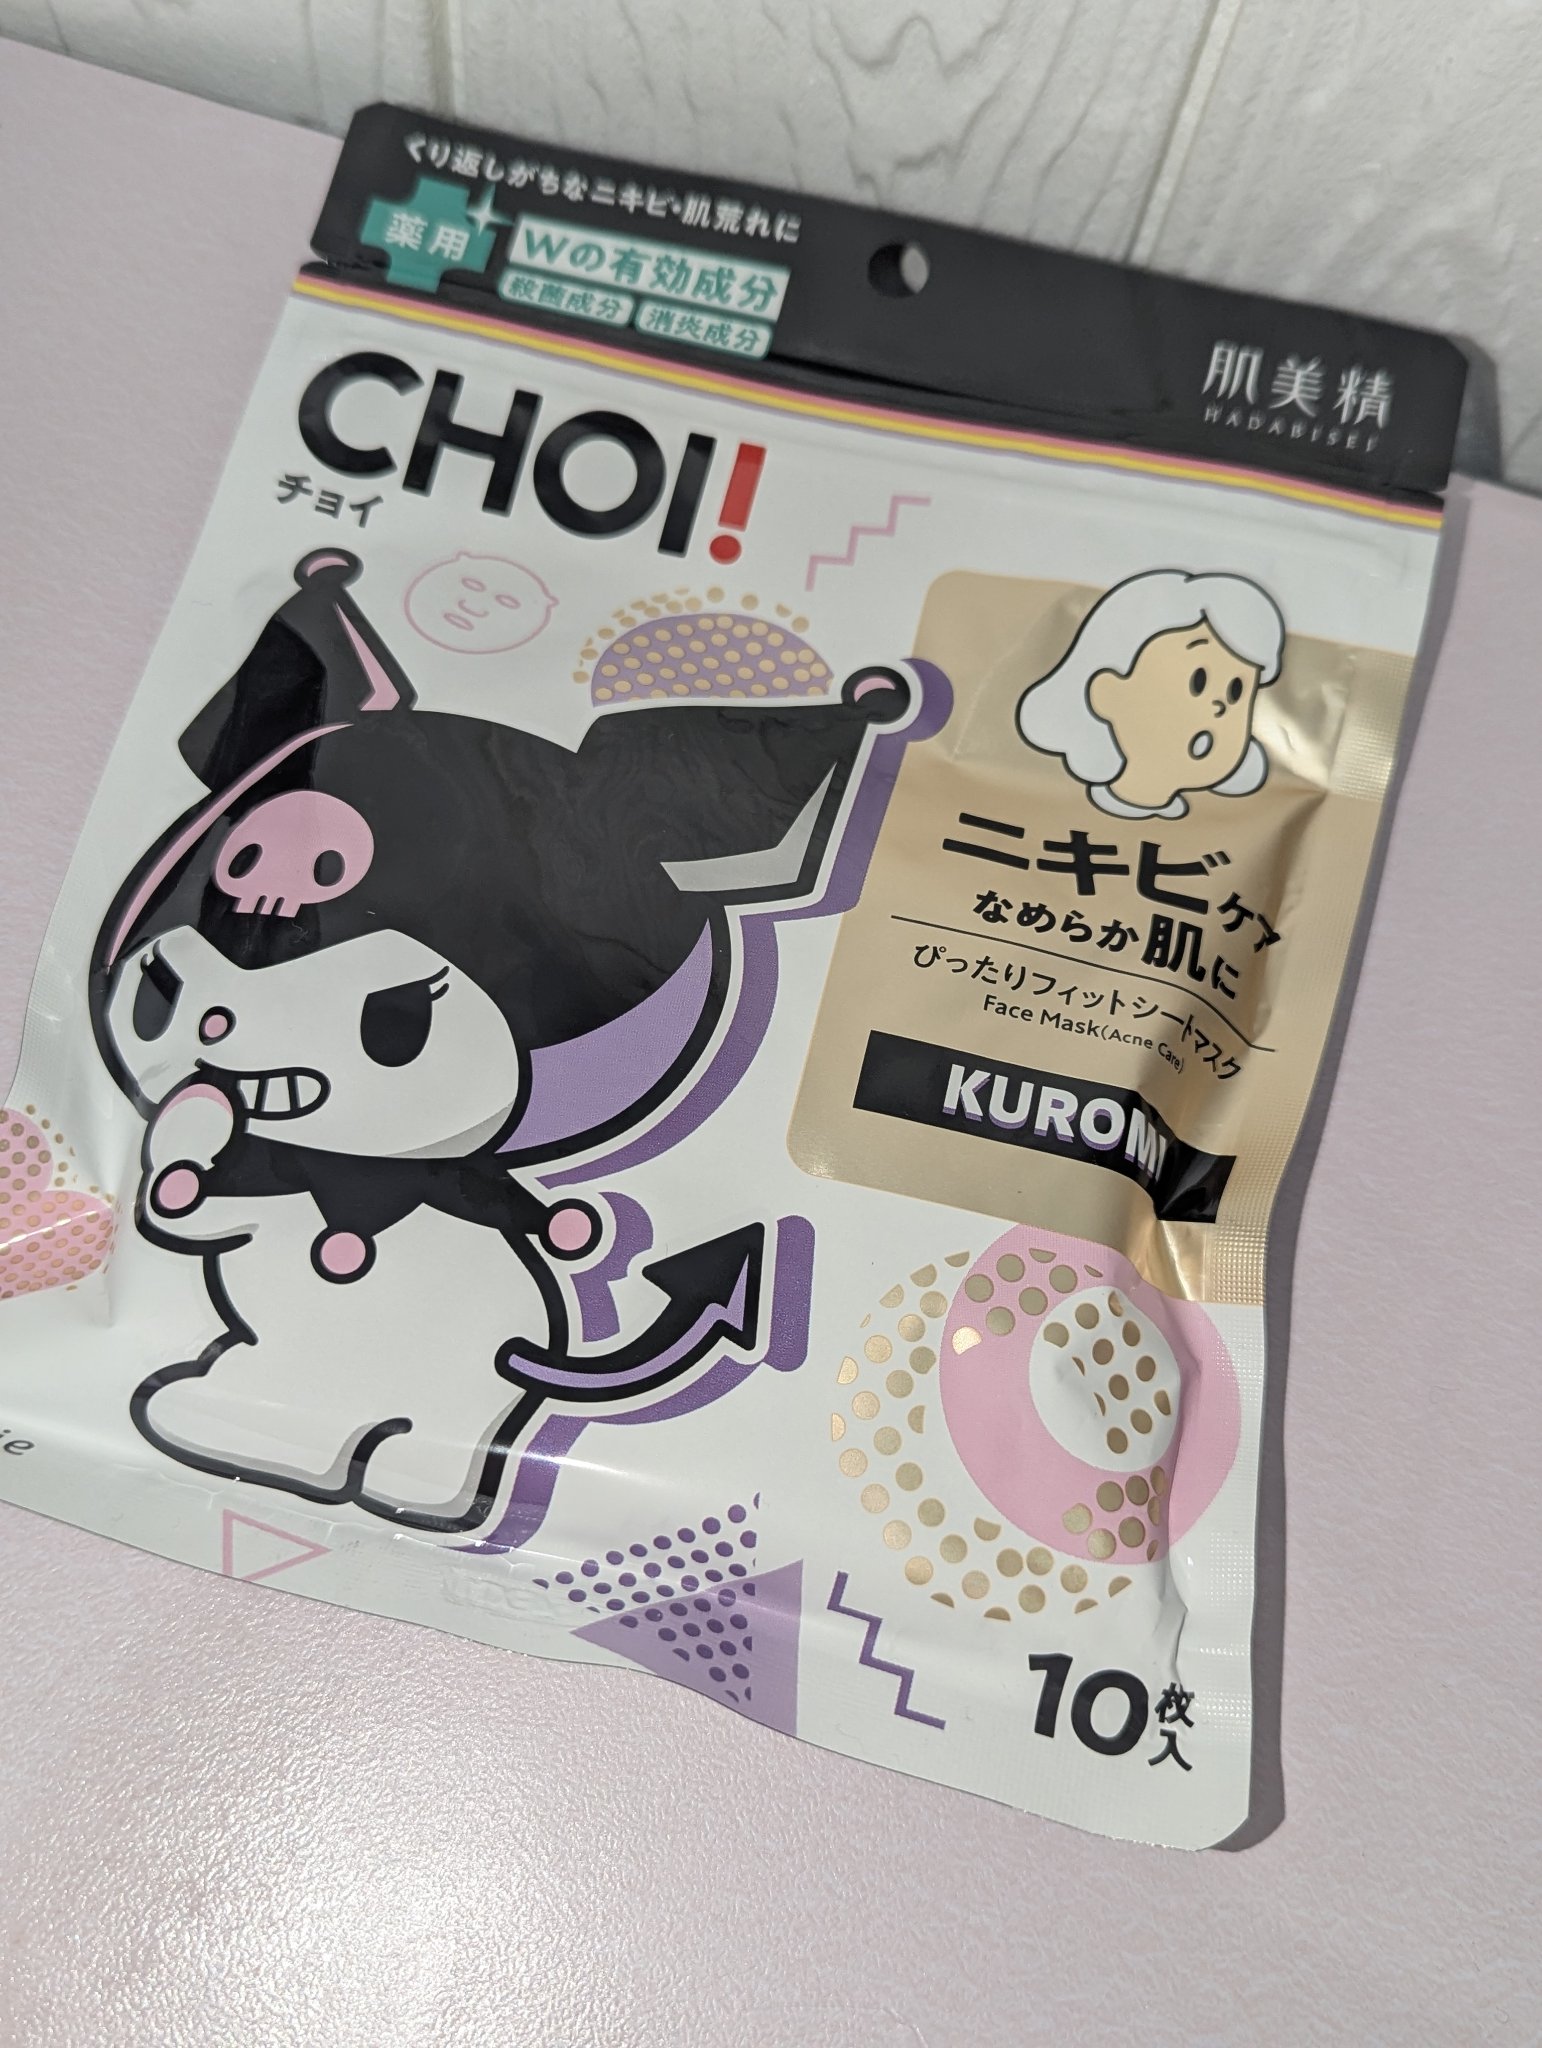 くり返しがちなニキビ・肌荒れに
薬用
Wの有効成分
殺菌成分 消炎成分
肌美精
HADABISEI
CHOI!
チョイ
ニキビケア
なめらか肌に
ぴったりフィットシートマスク
Face Mask(Acne Care)
KUROMI
ie
10枚入